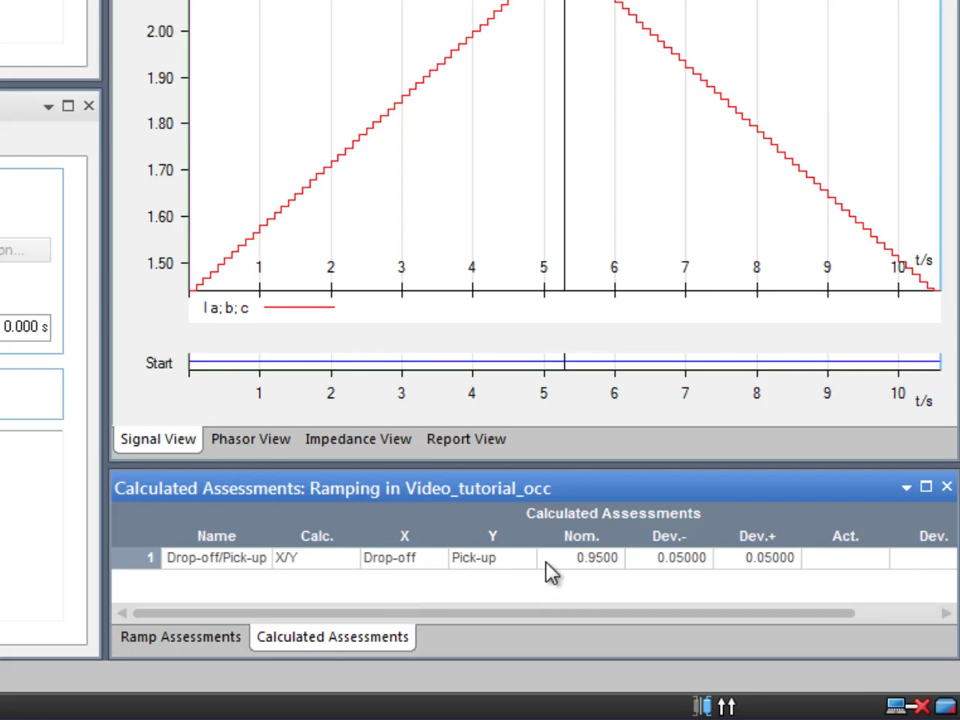 2.00
1.90
1.80
1.70
1.60
1.50
1 2 3 4 5 6 7 8 9 10 t/s
I a; b; c
on...
0.000 s
Start
1 2 3 4 5 6 7 8 9 10 t/s
Signal View Phasor View Impedance View Report View
Calculated Assessments: Ramping in Video_tutorial_occ
Calculated Assessments
Name Calc. X Y Nom. Dev.- Dev.+ Act. Dev.
1 Drop-off/Pick-up X/Y Drop-off Pick-up 0.9500 0.05000 0.05000
Ramp Assessments Calculated Assessments